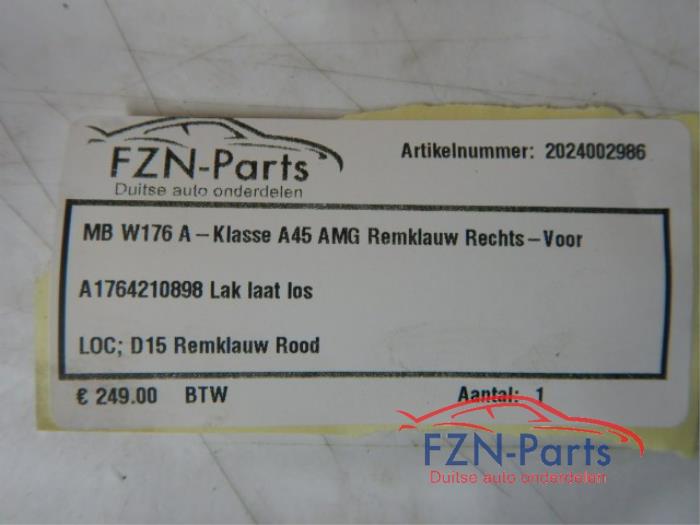 FZN-Parts
Duitse auto onderdelen
Artikelnummer: 2024002986
MB W176 A-Klasse A45 AMG Remklauw Rechts-Voor
A1764210898 Lak laat los
LOC; D15 Remklauw Rood
€ 249.00 BTW Aantal: 1
FZN-Parts
Duitse auto onderdelen